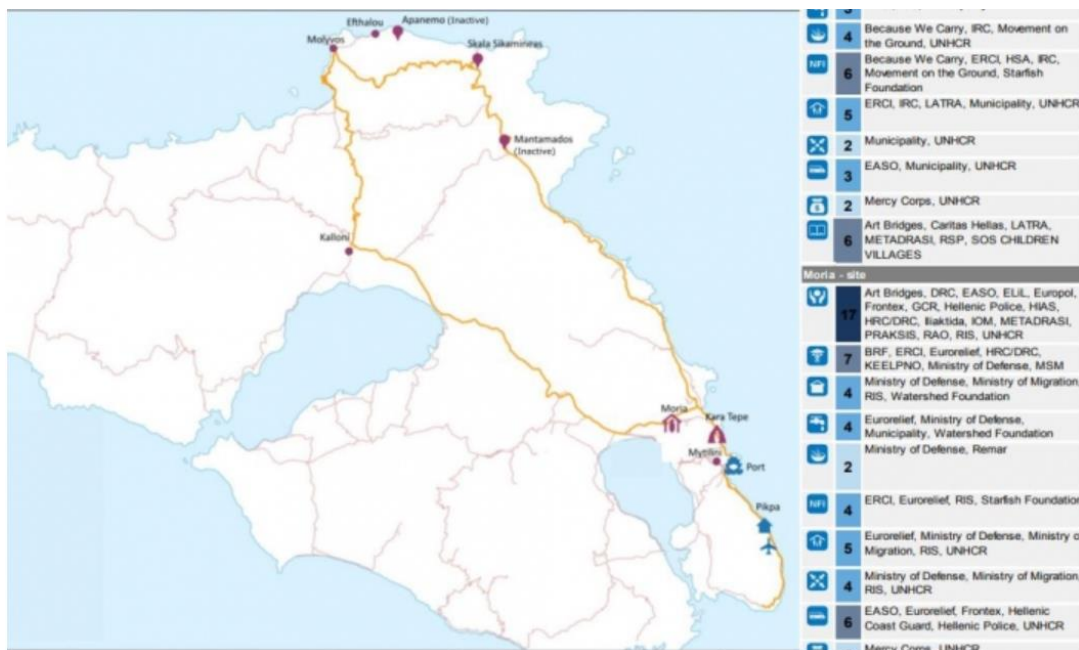 Efthalou
Apanemo (Inactive)
Molyvos
Skala Sikamineas
Mantamados
(Inactive)
Kalloni
Moria
Kara Tepe
Mytilini
Port
Pikpa
4 Because We Carry, IRC, Movement on
the Ground, UNHCR
NFI 6 Because We Carry, ERCI, HSA, IRC,
Movement on the Ground, Starfish
Foundation
5 ERCI, IRC, LATRA, Municipality, UNHCR
2 Municipality, UNHCR
3 EASO, Municipality, UNHCR
2 Mercy Corps, UNHCR
6 Art Bridges, Caritas Hellas, LATRA,
METADRASI, RSP, SOS CHILDREN
VILLAGES
Moria - site
17 Art Bridges, DRC, EASO, ELIL, Europol,
Frontex, GCR, Hellenic Police, HIAS,
HRC/DRC, Iliaktida, IOM, METADRASI,
PRAKSIS, RAO, RIS, UNHCR
7 BRF, ERCI, Eurorelief, HRC/DRC,
KEELPNO, Ministry of Defense, MSM
4 Ministry of Defense, Ministry of Migration,
RIS, Watershed Foundation
4 Eurorelief, Ministry of Defense,
Municipality, Watershed Foundation
2 Ministry of Defense, Remar
NFI 4 ERCI, Eurorelief, RIS, Starfish Foundation
5 Eurorelief, Ministry of Defense, Ministry of
Migration, RIS, UNHCR
4 Ministry of Defense, Ministry of Migration,
RIS, UNHCR
6 EASO, Eurorelief, Frontex, Hellenic
Coast Guard, Hellenic Police, UNHCR
Mercy Corps, UNHCR